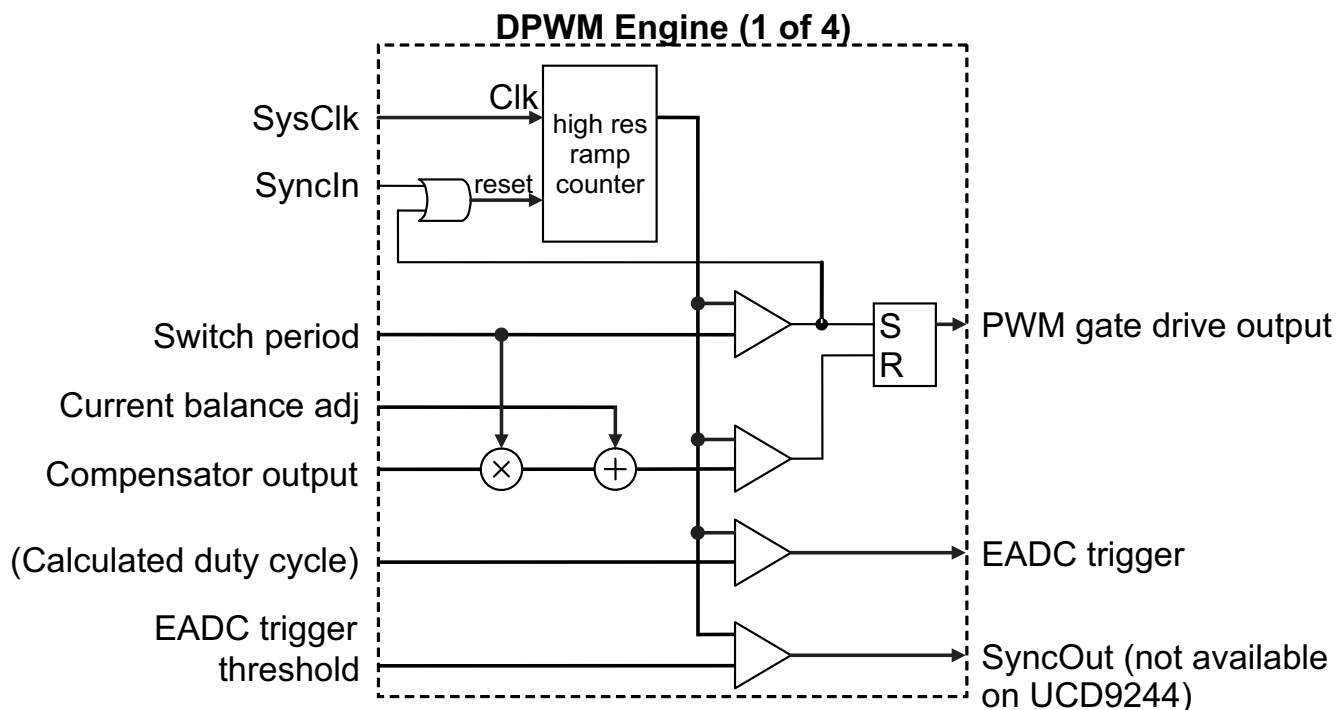 DPWM Engine (1 of 4)
SysClk
Clk
high res
ramp
counter
SyncIn
reset
Switch period
S
R
PWM gate drive output
Current balance adj
Compensator output
×
+
(Calculated duty cycle)
EADC trigger
EADC trigger
threshold
SyncOut (not available
on UCD9244)